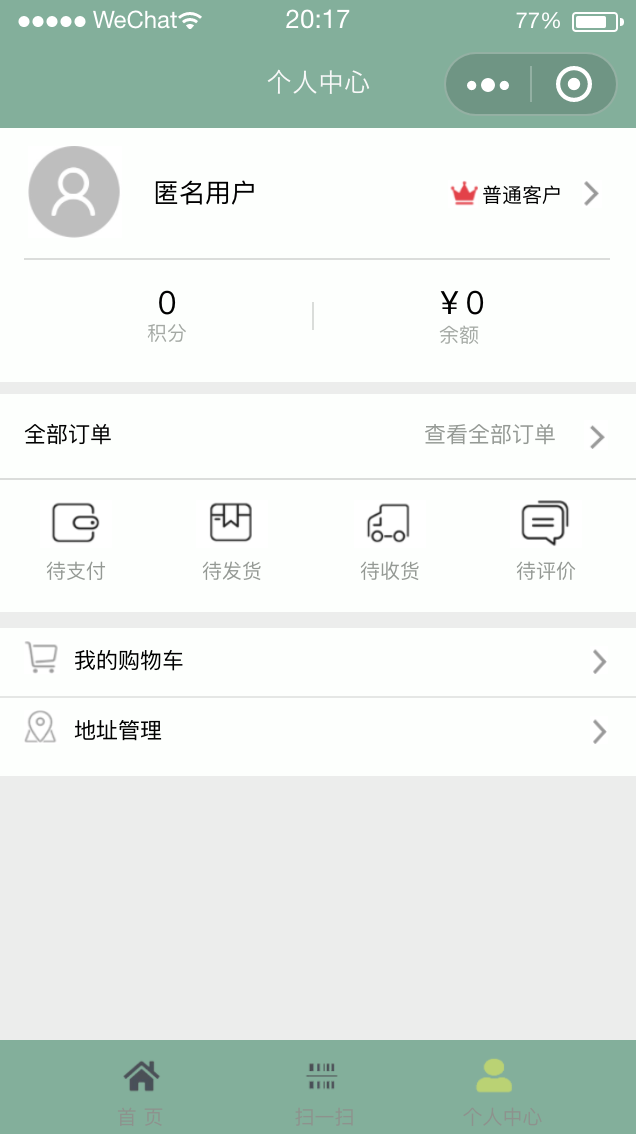 WeChat 20:17 77%
个人中心
匿名用户 普通客户
0 ¥ 0
积分 余额
全部订单 查看全部订单
待支付 待发货 待收货 待评价
我的购物车
地址管理
首 页 扫一扫 个人中心